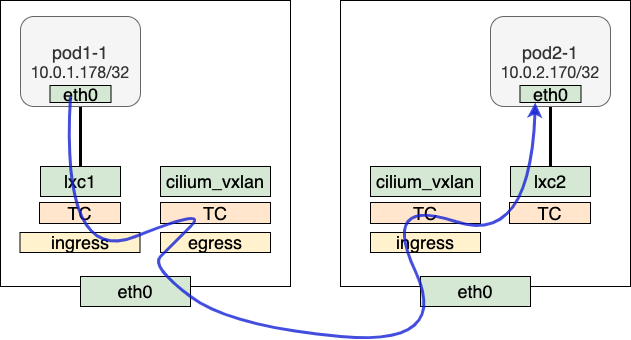 pod1-1
10.0.1.178/32
eth0
lxc1
cilium_vxlan
TC
TC
ingress
egress
eth0
pod2-1
10.0.2.170/32
eth0
cilium_vxlan
lxc2
TC
TC
ingress
eth0